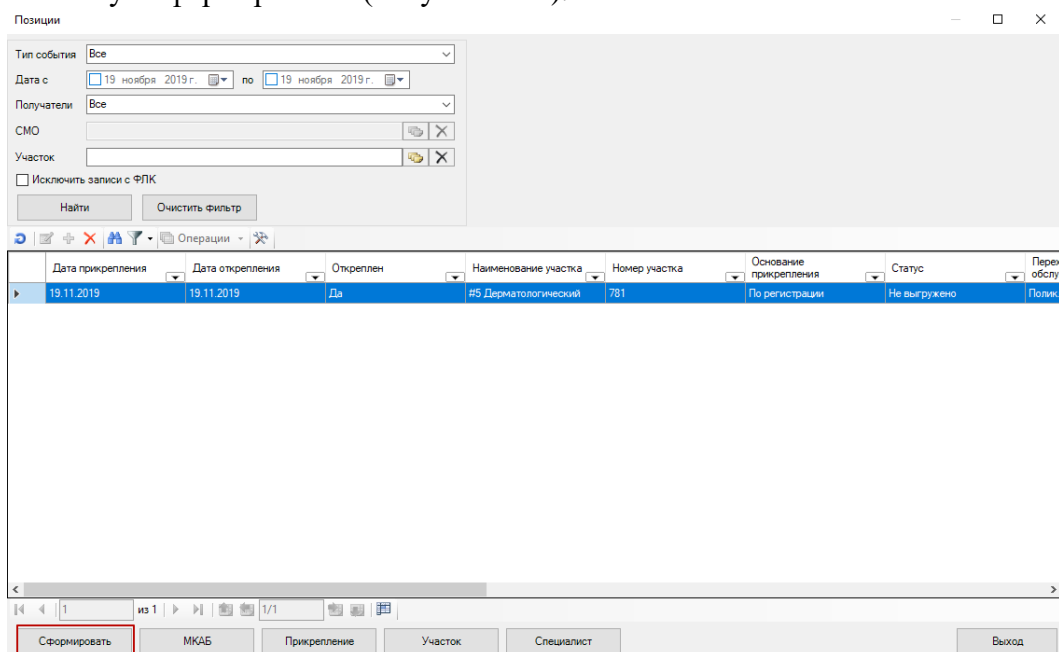 Позиции
Тип события Все
Дата с 19 ноября 2019 г. по 19 ноября 2019 г.
Получатели Все
СМО
Участок
Исключить записи с ФЛК
Найти Очистить фильтр
Операции
Дата прикрепления Дата открепления Откреплен Наименование участка Номер участка Основание прикрепления Статус
19.11.2019 19.11.2019 Да #5 Дерматологический 781 По регистрации Не выгружено Полик
1 из 1 1/1
Сформировать МКАБ Прикрепление Участок Специалист Выход